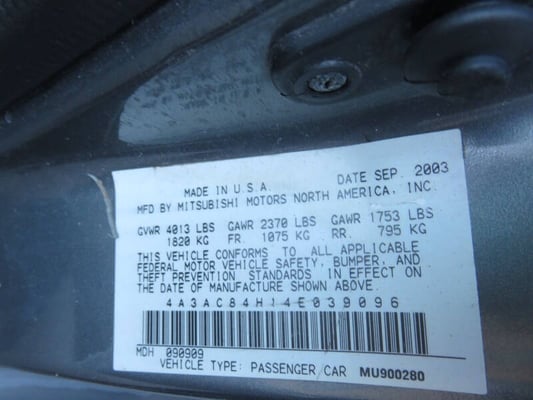 MADE IN U.S.A. DATE SEP. 2003
MFD BY MITSUBISHI MOTORS NORTH AMERICA, INC.
GVWR 4013 LBS GAWR 2370 LBS GAWR 1753 LBS
1820 KG FR. 1075 KG RR. 795 KG
THIS VEHICLE CONFORMS TO ALL APPLICABLE
FEDERAL MOTOR VEHICLE SAFETY, BUMPER, AND
THEFT PREVENTION STANDARDS IN EFFECT ON
THE DATE OF MANUFACTURE SHOWN ABOVE.
4A3AC84H14E039096
MDH 090909
VEHICLE TYPE: PASSENGER CAR MU900280